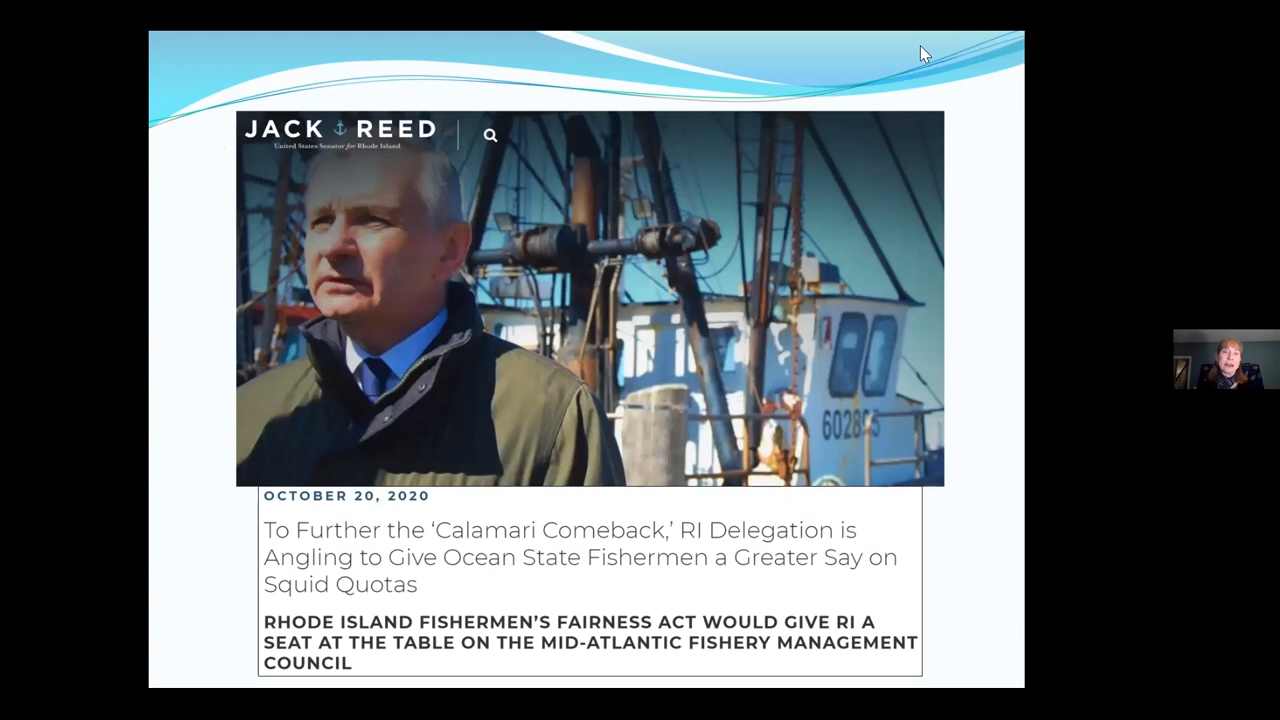 JACK REED
United States Senator for Rhode Island
OCTOBER 20, 2020
To Further the ‘Calamari Comeback,’ RI Delegation is
Angling to Give Ocean State Fishermen a Greater Say on
Squid Quotas
RHODE ISLAND FISHERMEN’S FAIRNESS ACT WOULD GIVE RI A
SEAT AT THE TABLE ON THE MID-ATLANTIC FISHERY MANAGEMENT
COUNCIL